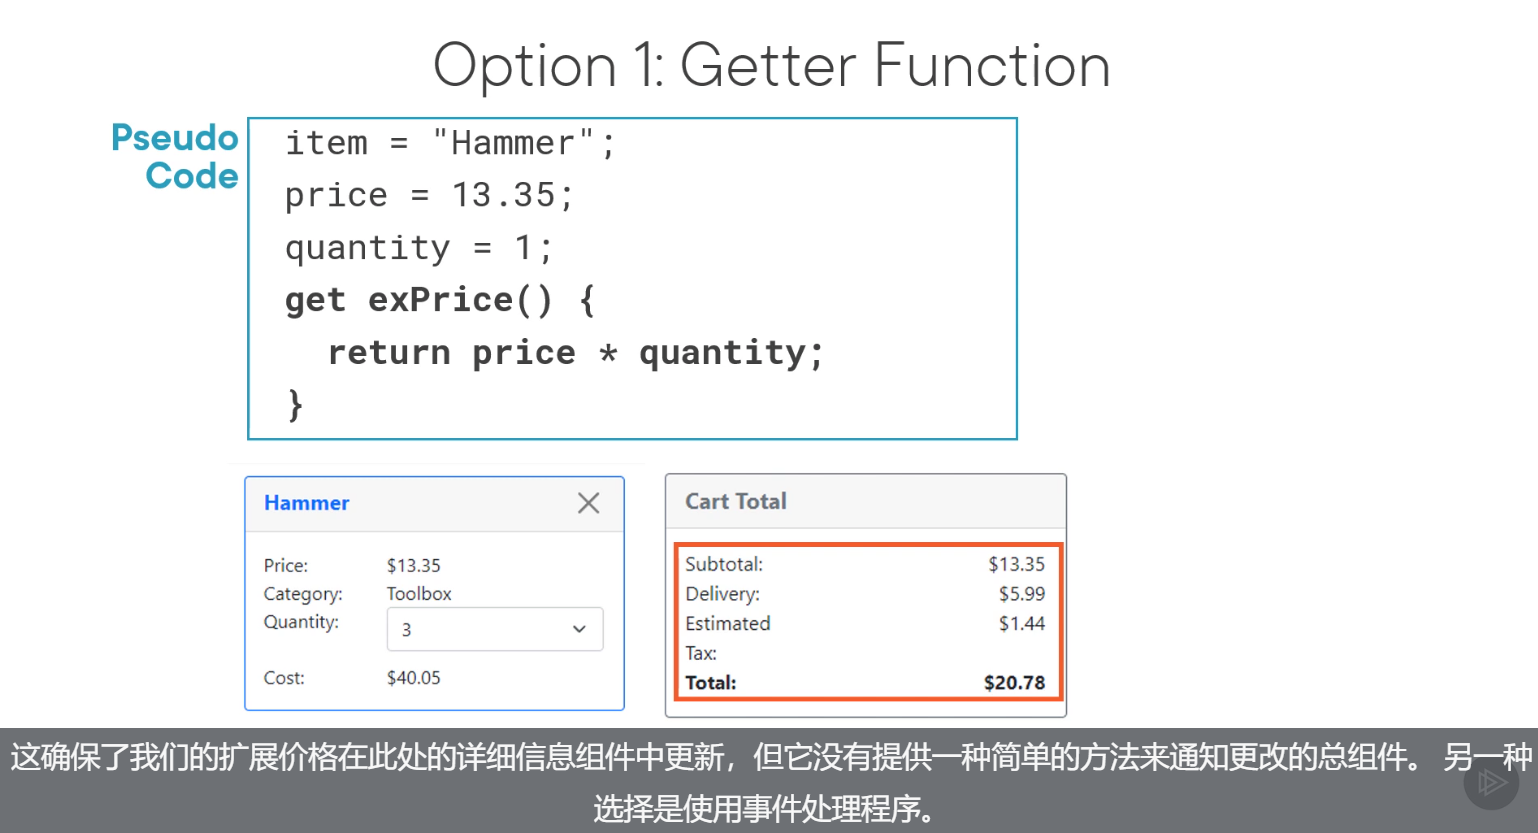 Option 1: Getter Function
Pseudo
Code
item = "Hammer";
price = 13.35;
quantity = 1;
get exPrice() {
return price * quantity;
}
Hammer
Price: $13.35
Category: Toolbox
Quantity: 3
Cost: $40.05
Cart Total
Subtotal: $13.35
Delivery: $5.99
Estimated $1.44
Tax:
Total: $20.78
这确保了我们的扩展价格在此处的详细信息组件中更新，但它没有提供一种简单的方法来通知更改的总组件。 另一种
选择是使用事件处理程序。